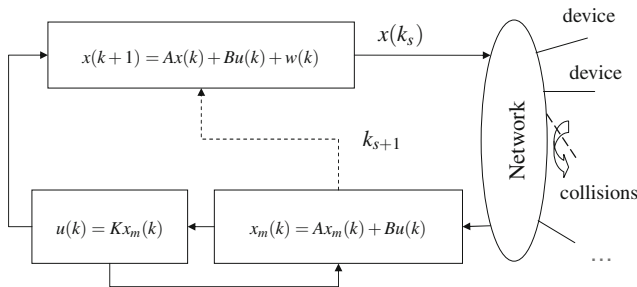 device
x(k_s)
x(k+1) = Ax(k) + Bu(k) + w(k)
device
Network
k_{s+1}
collisions
u(k) = Kx_m(k)
x_m(k) = Ax_m(k) + Bu(k)
...